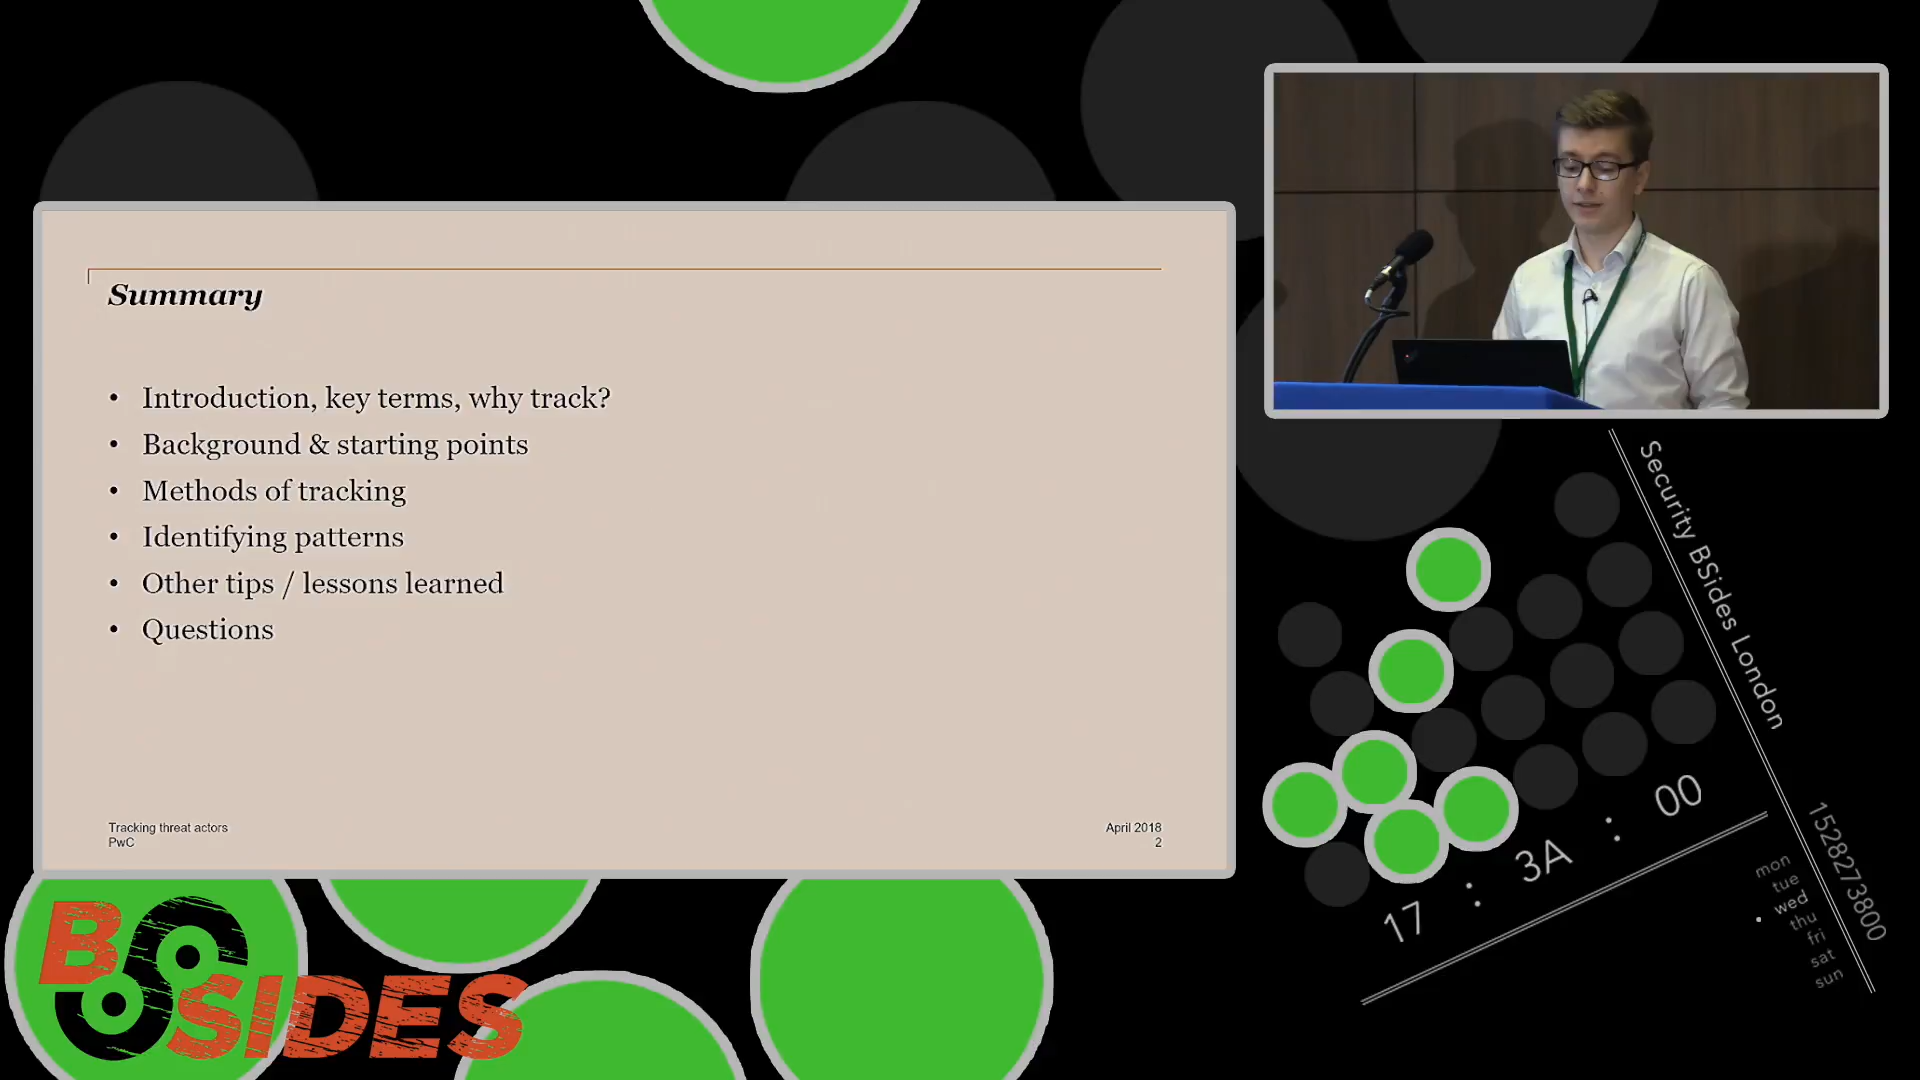 Summary
• Introduction, key terms, why track?
• Background & starting points
• Methods of tracking
• Identifying patterns
• Other tips / lessons learned
• Questions
Tracking threat actors
PwC
April 2018
2
Security BSides London
17 : 3A : 00
1528273800
mon
tue
• wed
thu
fri
sat
sun
BSIDES